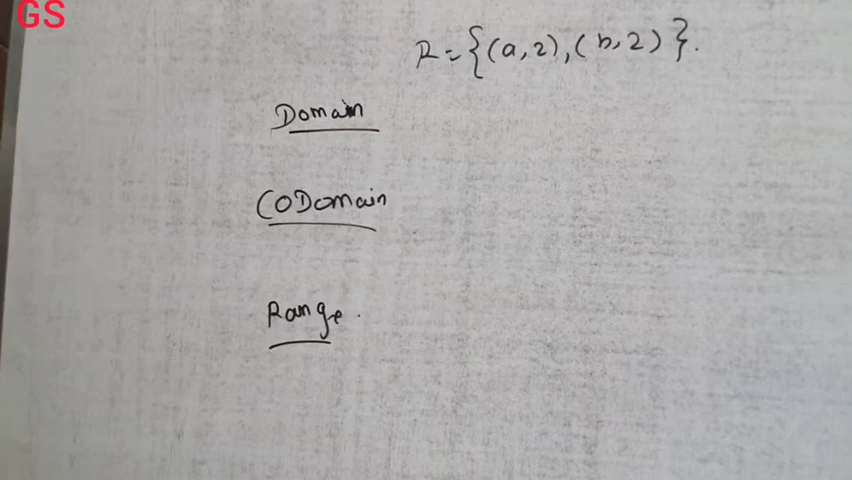 GS
R = {(a, 2), (b, 2)}.
Domain
CODomain
Range.